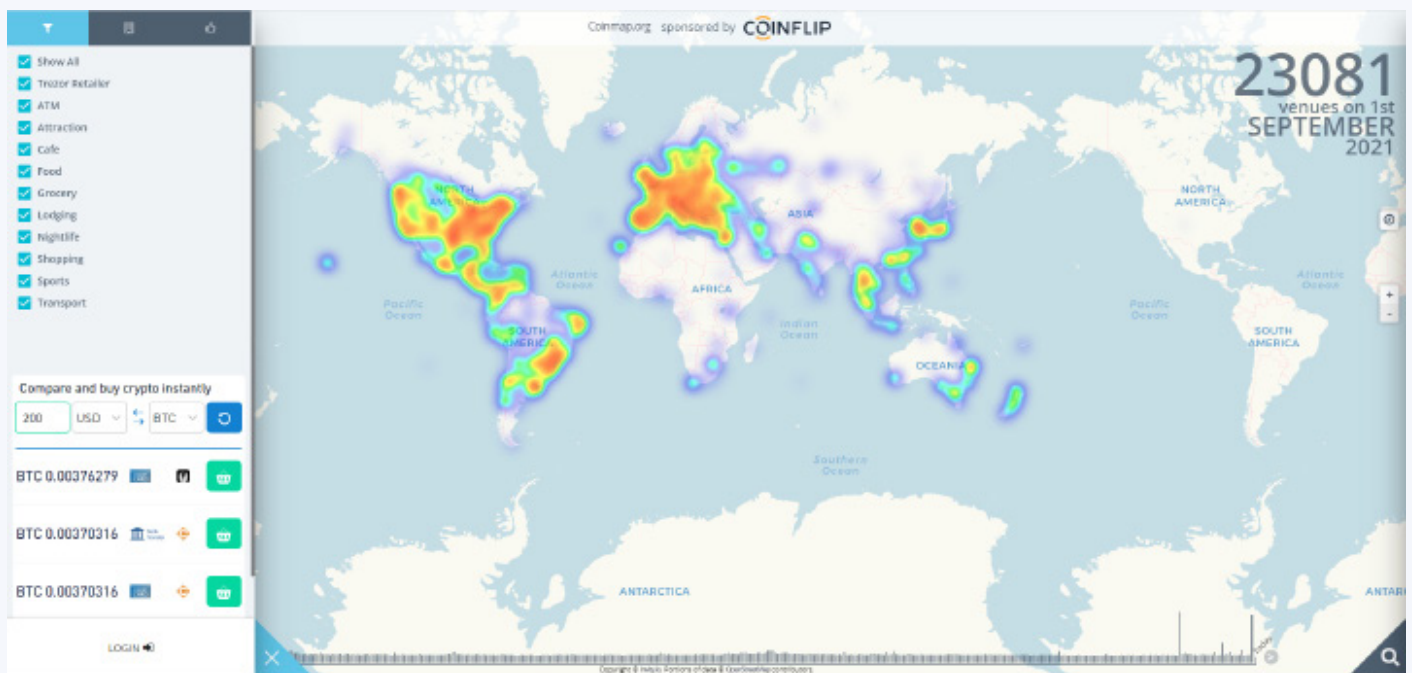 Coinmap.org sponsored by COINFLIP
Show All
Trezor Retailer
ATM
Attraction
Cafe
Food
Grocery
Lodging
Nightlife
Shopping
Sports
Transport
Compare and buy crypto instantly
200 USD BTC
BTC 0.00376279
BTC 0.00370316
BTC 0.00370316
LOGIN
23081
venues on 1st
SEPTEMBER
2021
NORTH
AMERICA
ASIA
NORTH
AMERICA
Atlantic
Ocean
AFRICA
Atlantic
Ocean
Pacific
Ocean
Indian
Ocean
Pacific
Ocean
SOUTH
AMERICA
SOUTH
AMERICA
OCEANIA
Southern
Ocean
ANTARCTICA
ANTAR
Today
+
-